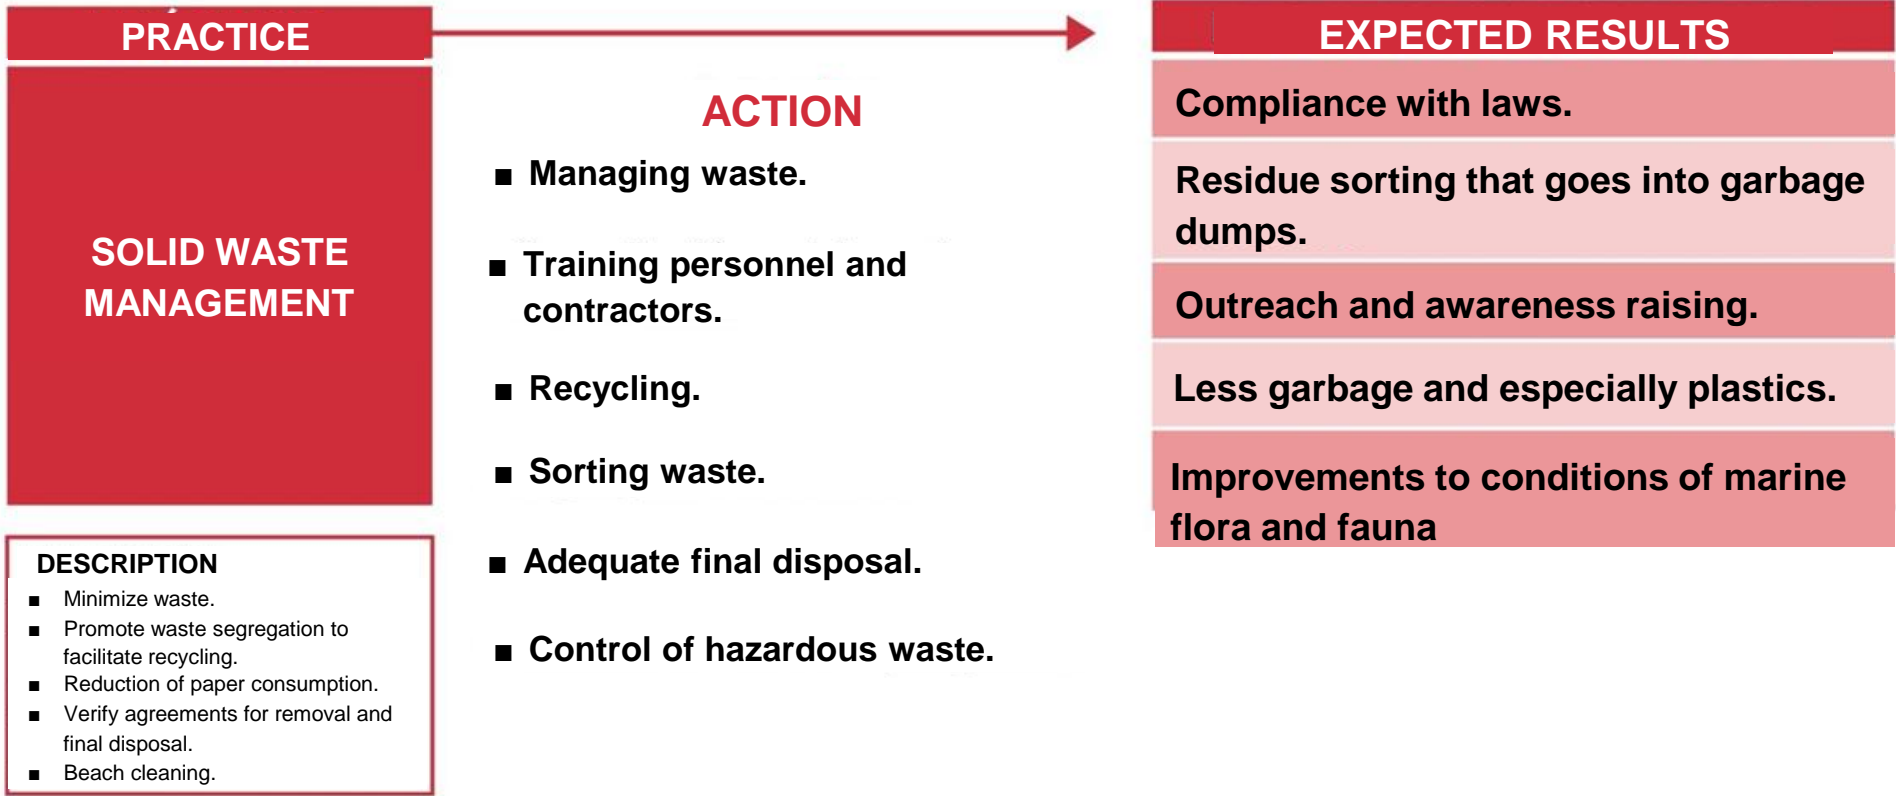 PRACTICE
SOLID WASTE
MANAGEMENT
DESCRIPTION
■ Minimize waste.
■ Promote waste segregation to
facilitate recycling.
■ Reduction of paper consumption.
■ Verify agreements for removal and
final disposal.
■ Beach cleaning.
ACTION
■ Managing waste.
■ Training personnel and
contractors.
■ Recycling.
■ Sorting waste.
■ Adequate final disposal.
■ Control of hazardous waste.
EXPECTED RESULTS
Compliance with laws.
Residue sorting that goes into garbage
dumps.
Outreach and awareness raising.
Less garbage and especially plastics.
Improvements to conditions of marine
flora and fauna